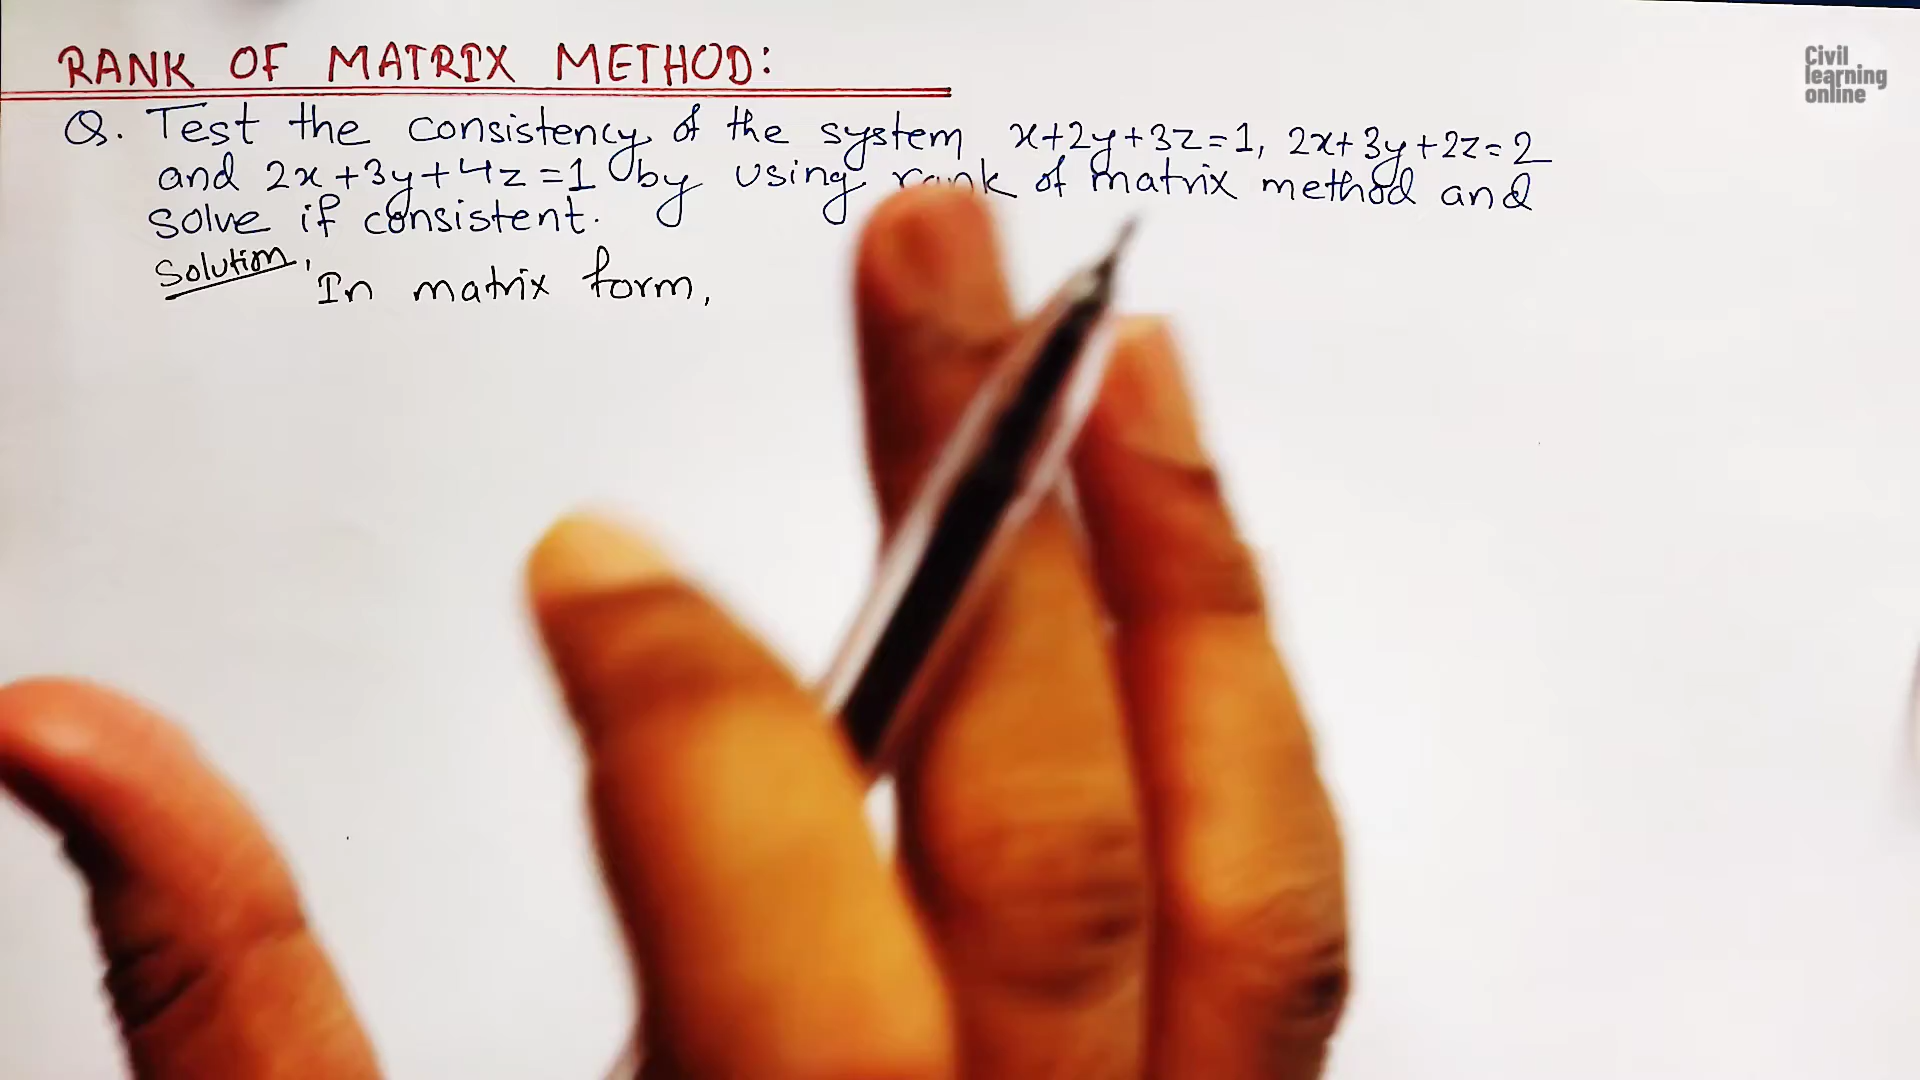 RANK OF MATRIX METHOD:
Q. Test the consistency of the system x+2y+3z=1, 2x+3y+2z=2
and 2x+3y+4z=1 by using rank of matrix method and
solve if consistent.
Solution,
In matrix form,
Civil
learning
online